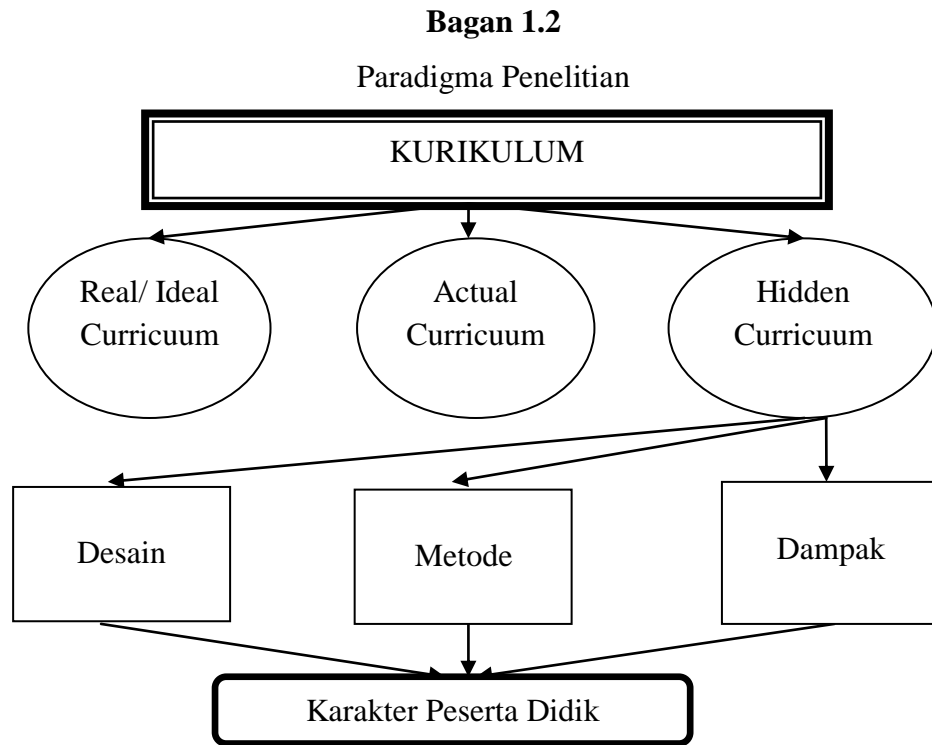 Bagan 1.2
Paradigma Penelitian
KURIKULUM
Real/ Ideal
Curricuum
Actual
Curricuum
Hidden
Curricuum
Desain
Metode
Dampak
Karakter Peserta Didik